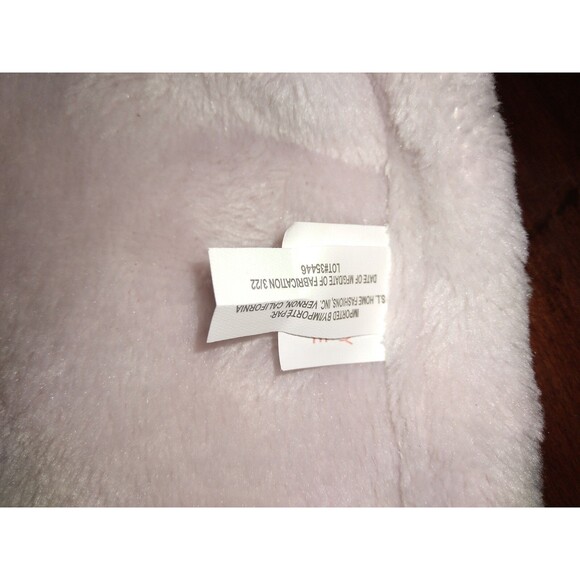 IMPORTED BY/IMPORTE PAR:
S.L. HOME FASHIONS, INC. VERNON, CALIFORNIA
DATE OF MFG/DATE OF FABRICATION 3/22
LOT#35446